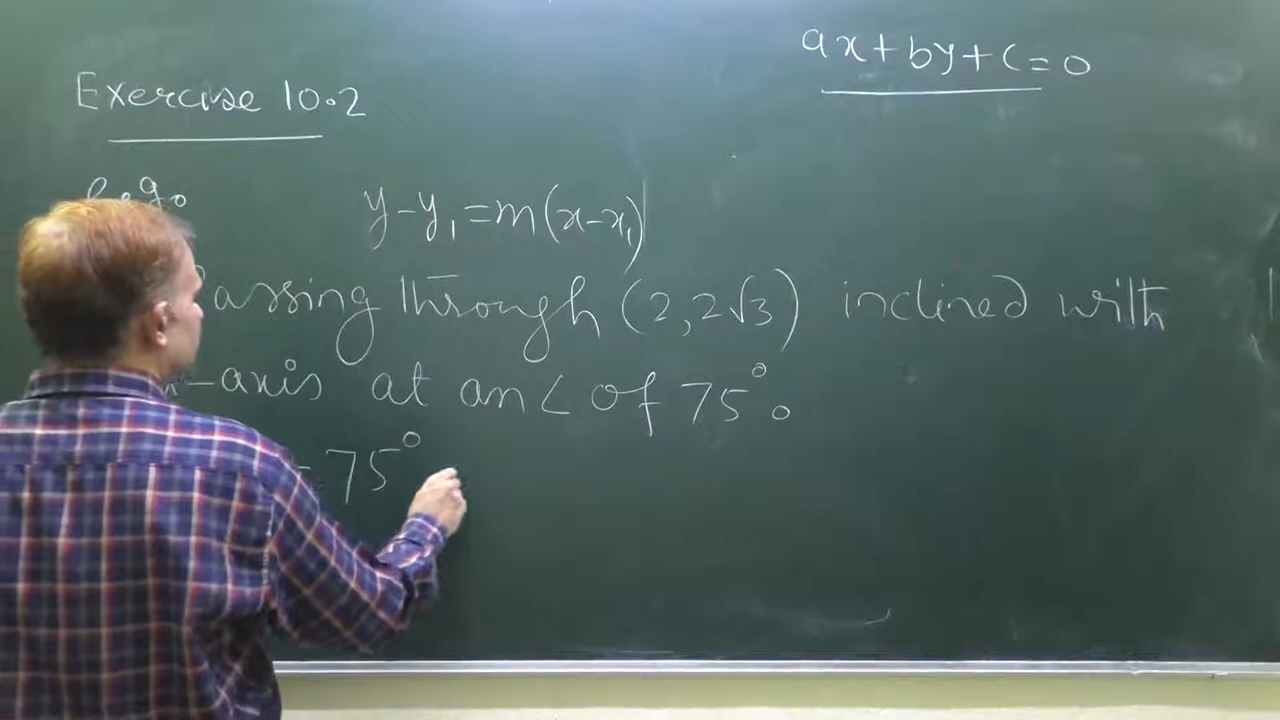 ax+by+c=0
Exercise 10.2
e.g.
y-y₁=m(x-x₁)
Passing through (2,2√3) inclined with
x-axis at an ∠ of 75°.
=75°